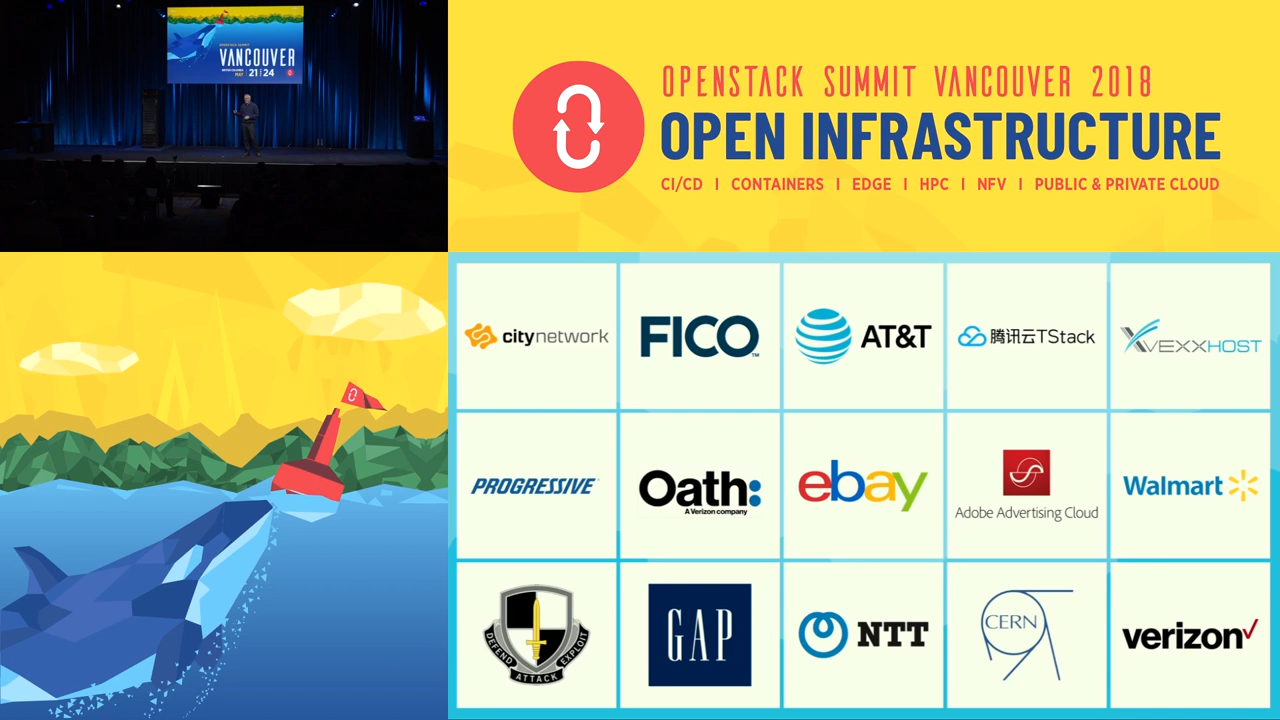 VANCOUVER
21 24
OPENSTACK SUMMIT VANCOUVER 2018
OPEN INFRASTRUCTURE
CI/CD | CONTAINERS | EDGE | HPC | NFV | PUBLIC & PRIVATE CLOUD
citynetwork
FICO™
AT&T
腾讯云TStack
VEXXHOST
PROGRESSIVE
Oath:
A Verizon company
ebay
Adobe Advertising Cloud
Walmart
DEFEND ATTACK EXPLOIT
GAP
NTT
CERN
verizon